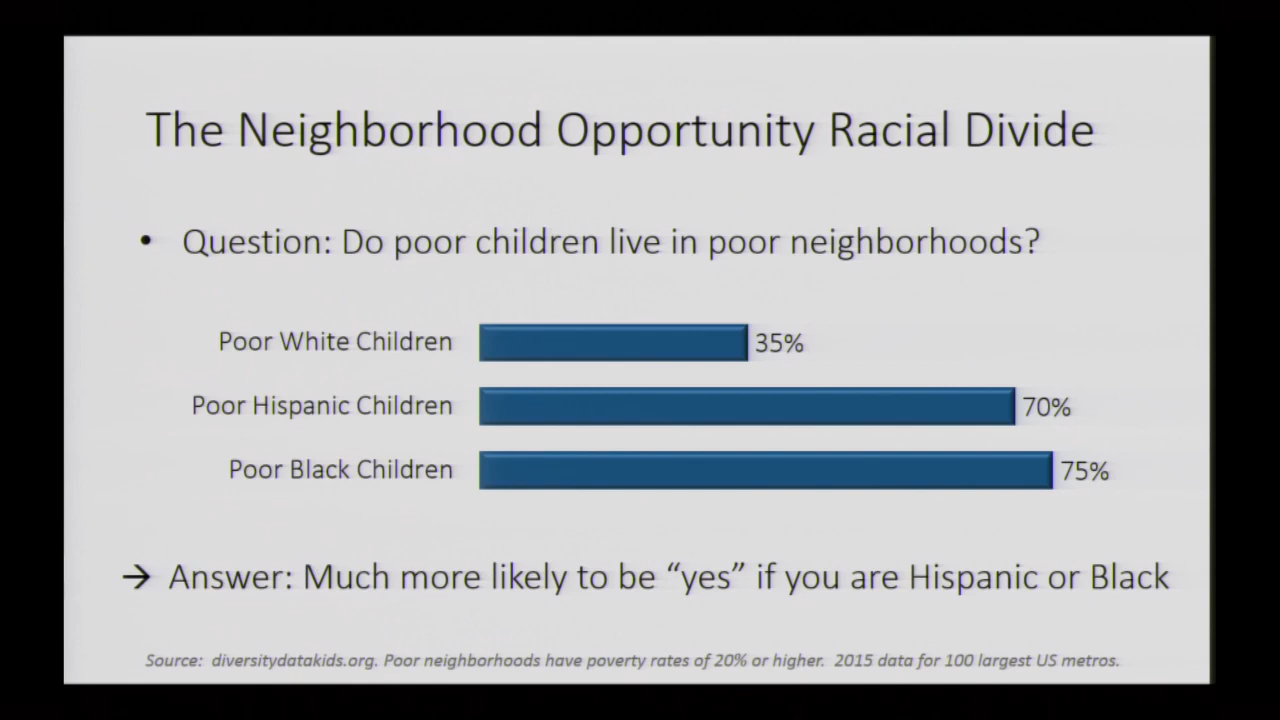 The Neighborhood Opportunity Racial Divide
• Question: Do poor children live in poor neighborhoods?
Poor White Children 35%
Poor Hispanic Children 70%
Poor Black Children 75%
→ Answer: Much more likely to be “yes” if you are Hispanic or Black
Source: diversitydatakids.org. Poor neighborhoods have poverty rates of 20% or higher. 2015 data for 100 largest US metros.